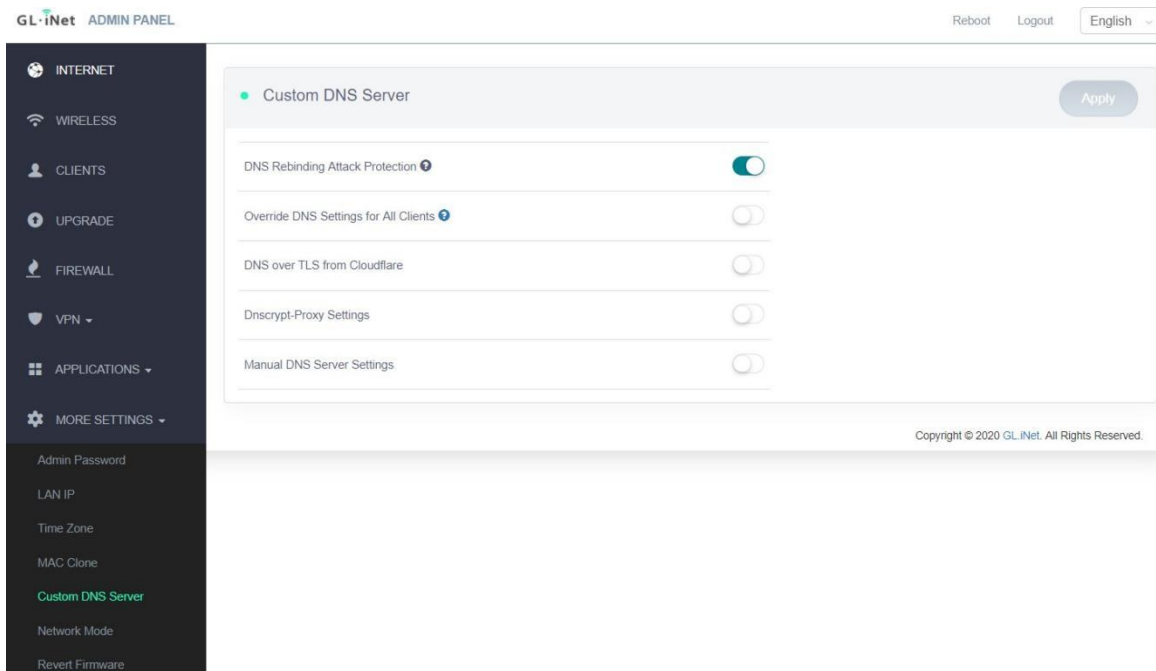 GL·iNet ADMIN PANEL
Reboot Logout English
INTERNET
WIRELESS
CLIENTS
UPGRADE
FIREWALL
VPN
APPLICATIONS
MORE SETTINGS
Admin Password
LAN IP
Time Zone
MAC Clone
Custom DNS Server
Network Mode
Revert Firmware
Custom DNS Server
Apply
DNS Rebinding Attack Protection ?
Override DNS Settings for All Clients ?
DNS over TLS from Cloudflare
Dnscrypt-Proxy Settings
Manual DNS Server Settings
Copyright © 2020 GL.iNet. All Rights Reserved.